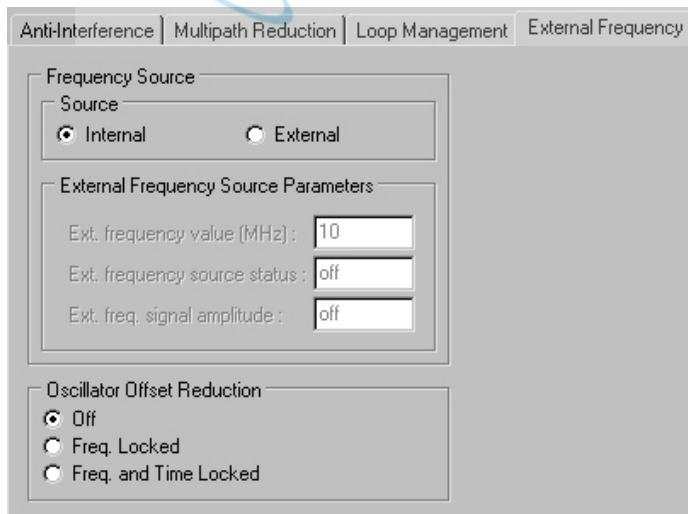 Anti-Interference | Multipath Reduction | Loop Management | External Frequency
Frequency Source
Source
Internal External
External Frequency Source Parameters
Ext. frequency value (MHz) : 10
Ext. frequency source status : off
Ext. freq. signal amplitude : off
Oscillator Offset Reduction
Off
Freq. Locked
Freq. and Time Locked